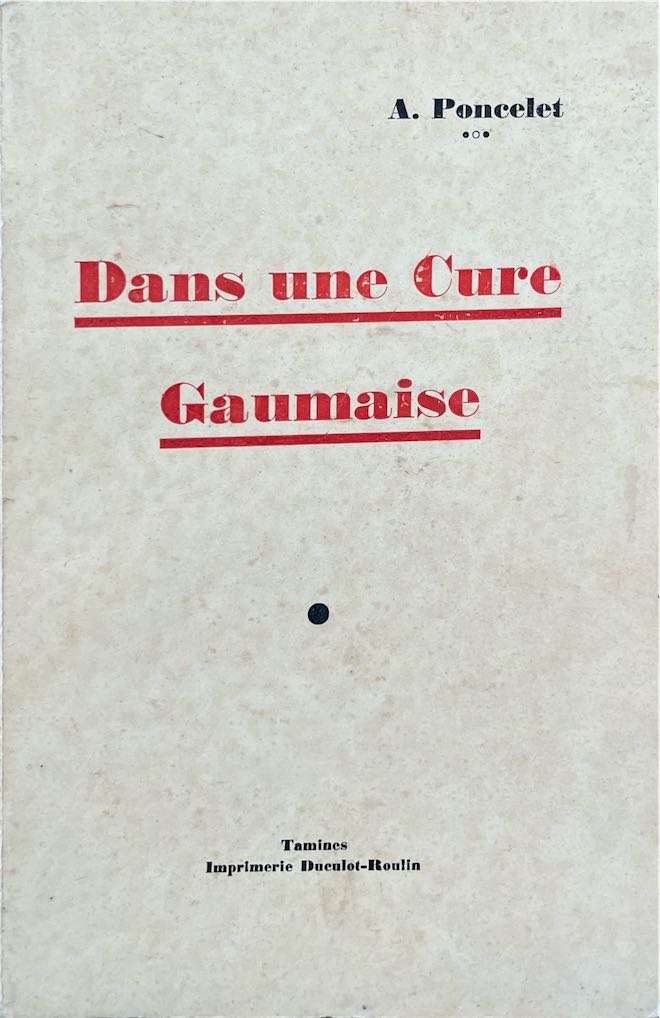 A. Poncelet
Dans une Cure
Gaumaise
Tamines
Imprimerie Duculot-Roulin